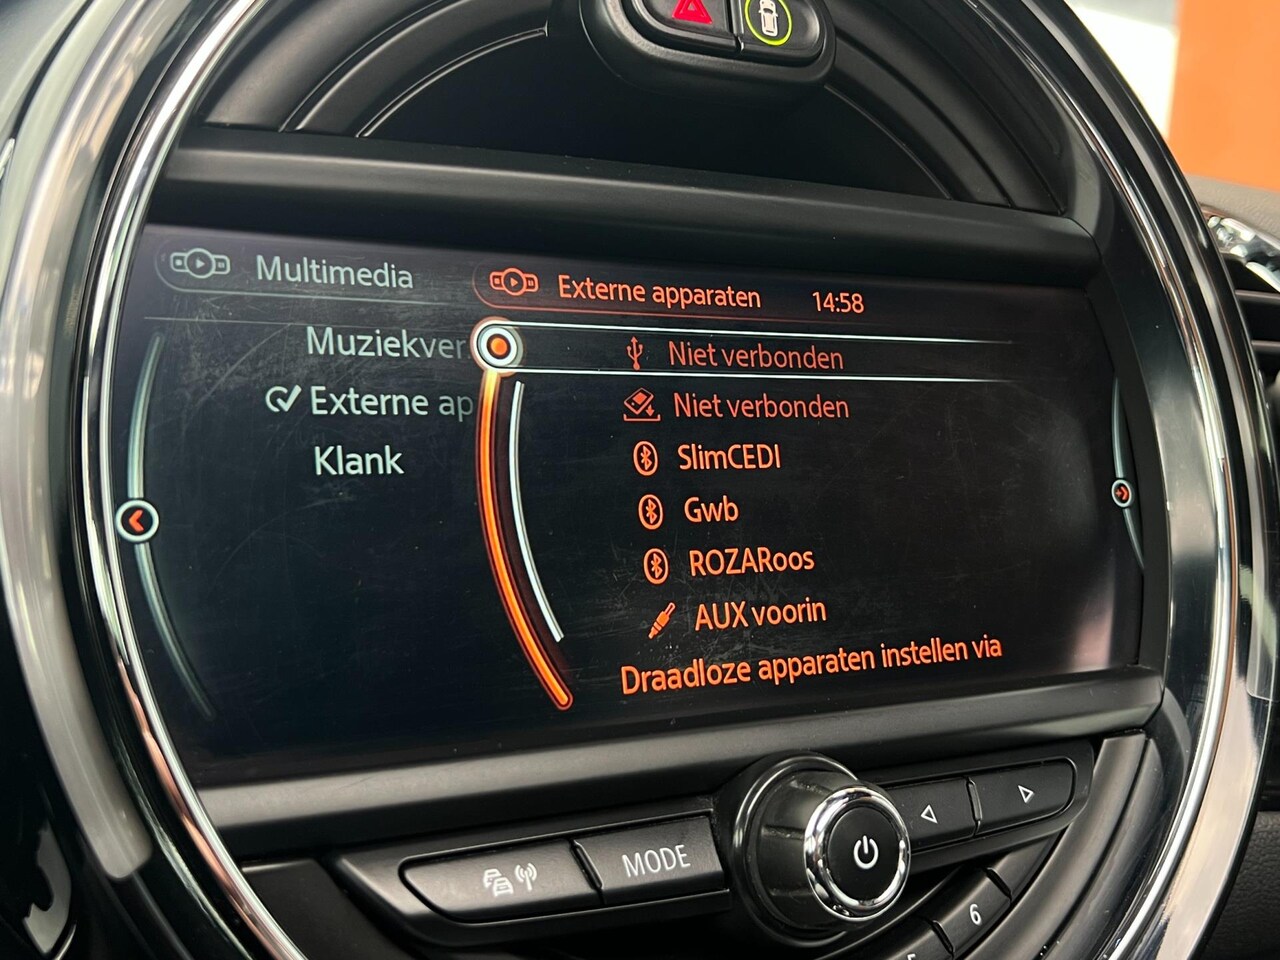 Multimedia
Externe apparaten 14:58
Muziekver
Externe ap
Klank
Niet verbonden
Niet verbonden
SlimCEDI
Gwb
ROZARoos
AUX voorin
Draadloze apparaten instellen via
MODE
6